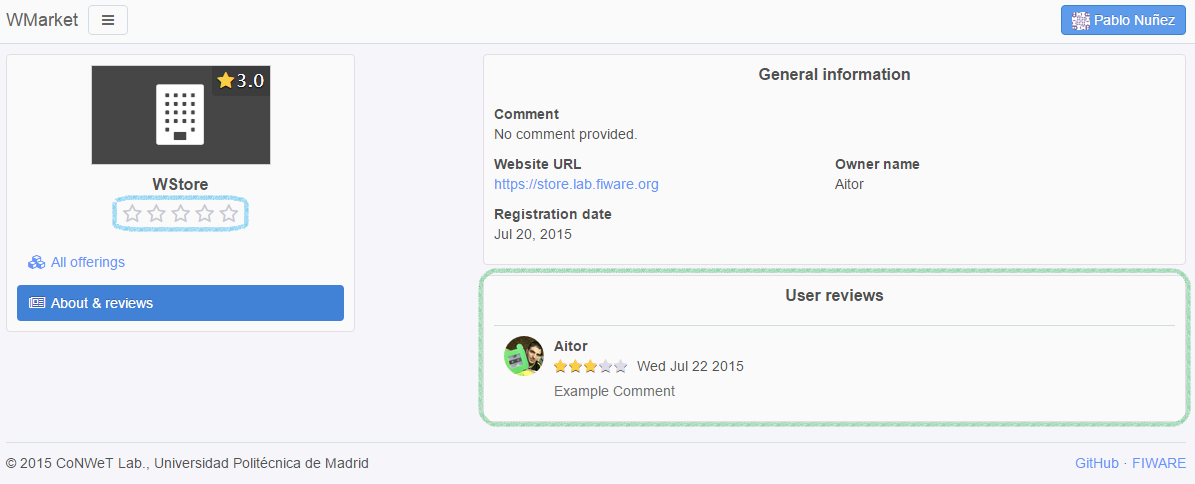 WMarket
Pablo Nuñez
3.0
WStore
All offerings
About & reviews
General information
Comment
No comment provided.
Website URL
Owner name
https://store.lab.fiware.org
Aitor
Registration date
Jul 20, 2015
User reviews
Aitor
Wed Jul 22 2015
Example Comment
© 2015 CoNWeT Lab., Universidad Politécnica de Madrid
GitHub · FIWARE